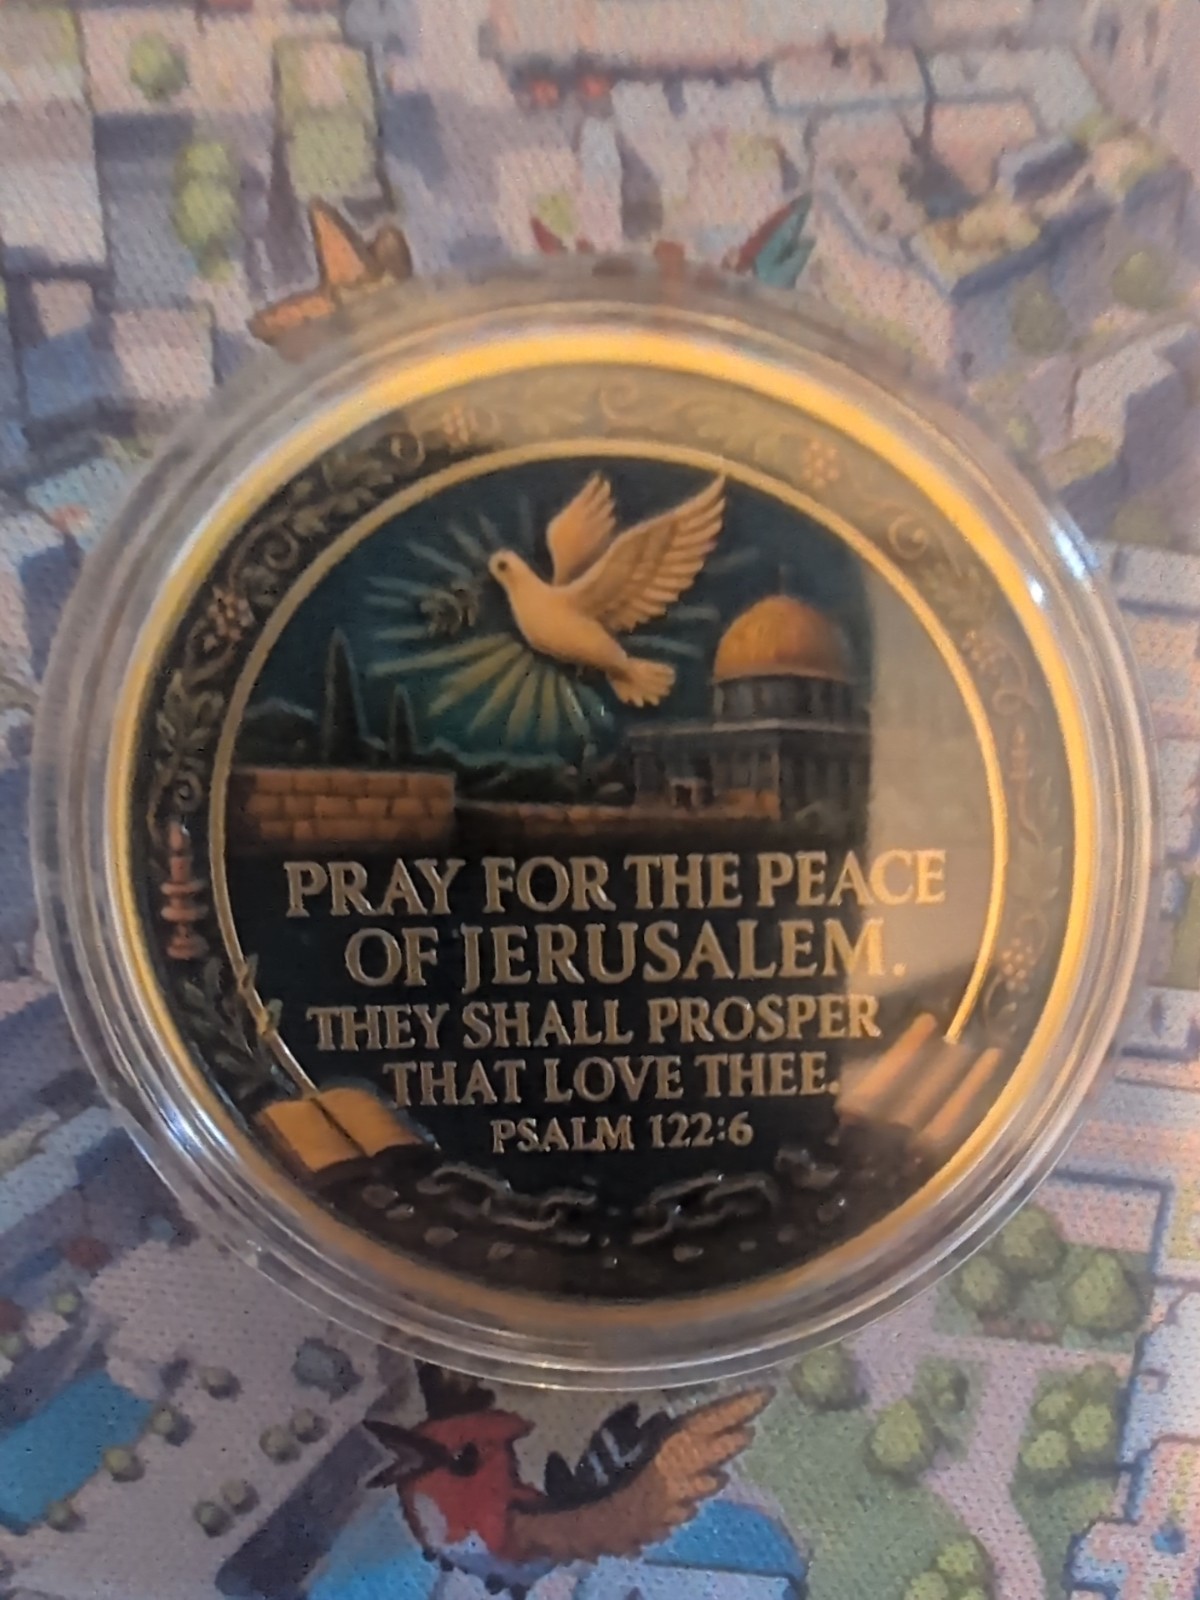 PRAY FOR THE PEACE
OF JERUSALEM.
THEY SHALL PROSPER
THAT LOVE THEE.
PSALM 122:6